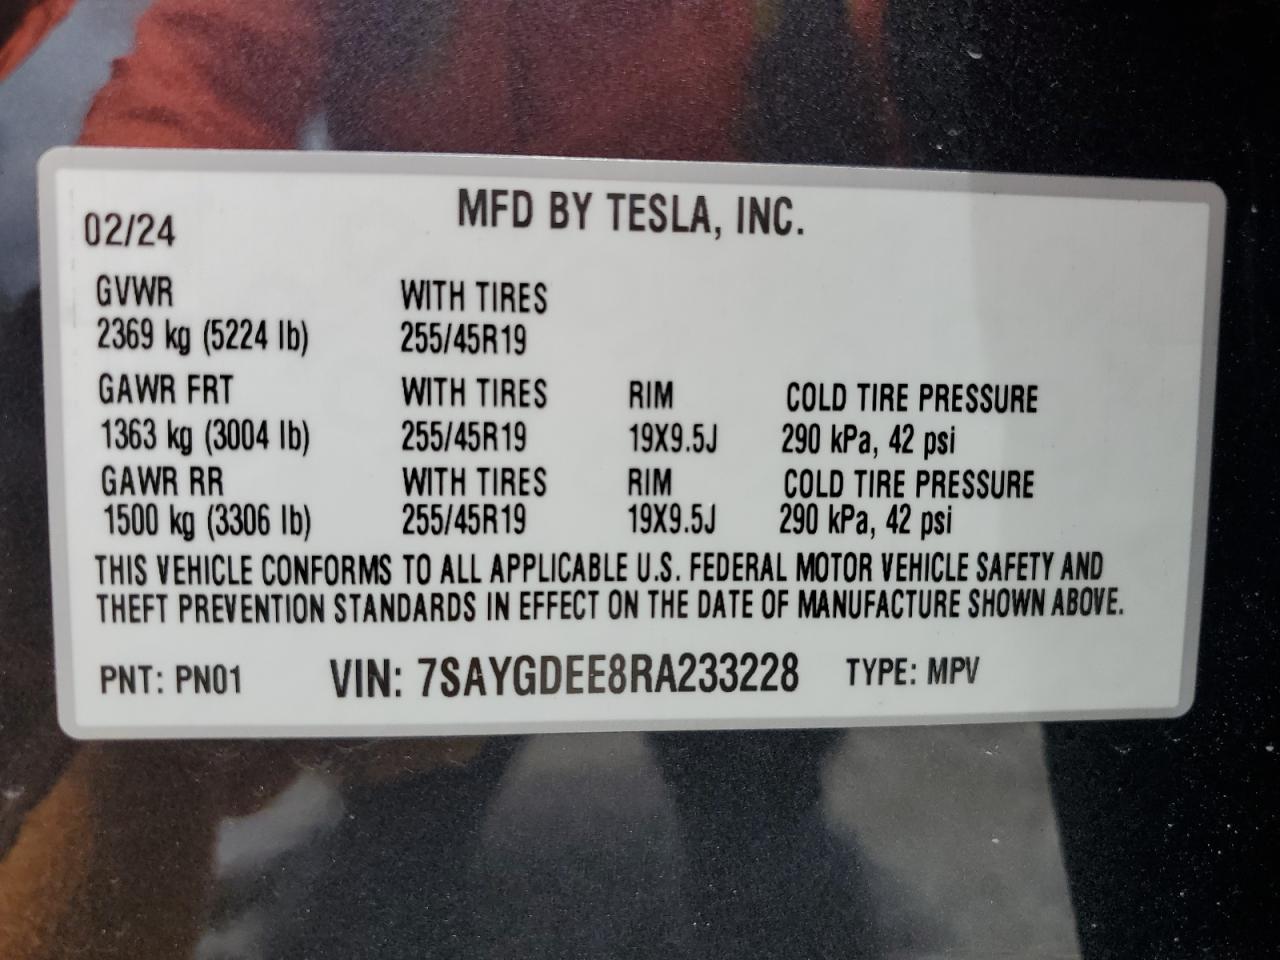 02/24 MFD BY TESLA, INC.
GVWR WITH TIRES
2369 kg (5224 lb) 255/45R19
GAWR FRT WITH TIRES RIM COLD TIRE PRESSURE
1363 kg (3004 lb) 255/45R19 19X9.5J 290 kPa, 42 psi
GAWR RR WITH TIRES RIM COLD TIRE PRESSURE
1500 kg (3306 lb) 255/45R19 19X9.5J 290 kPa, 42 psi
THIS VEHICLE CONFORMS TO ALL APPLICABLE U.S. FEDERAL MOTOR VEHICLE SAFETY AND
THEFT PREVENTION STANDARDS IN EFFECT ON THE DATE OF MANUFACTURE SHOWN ABOVE.
PNT: PN01 VIN: 7SAYGDEE8RA233228 TYPE: MPV